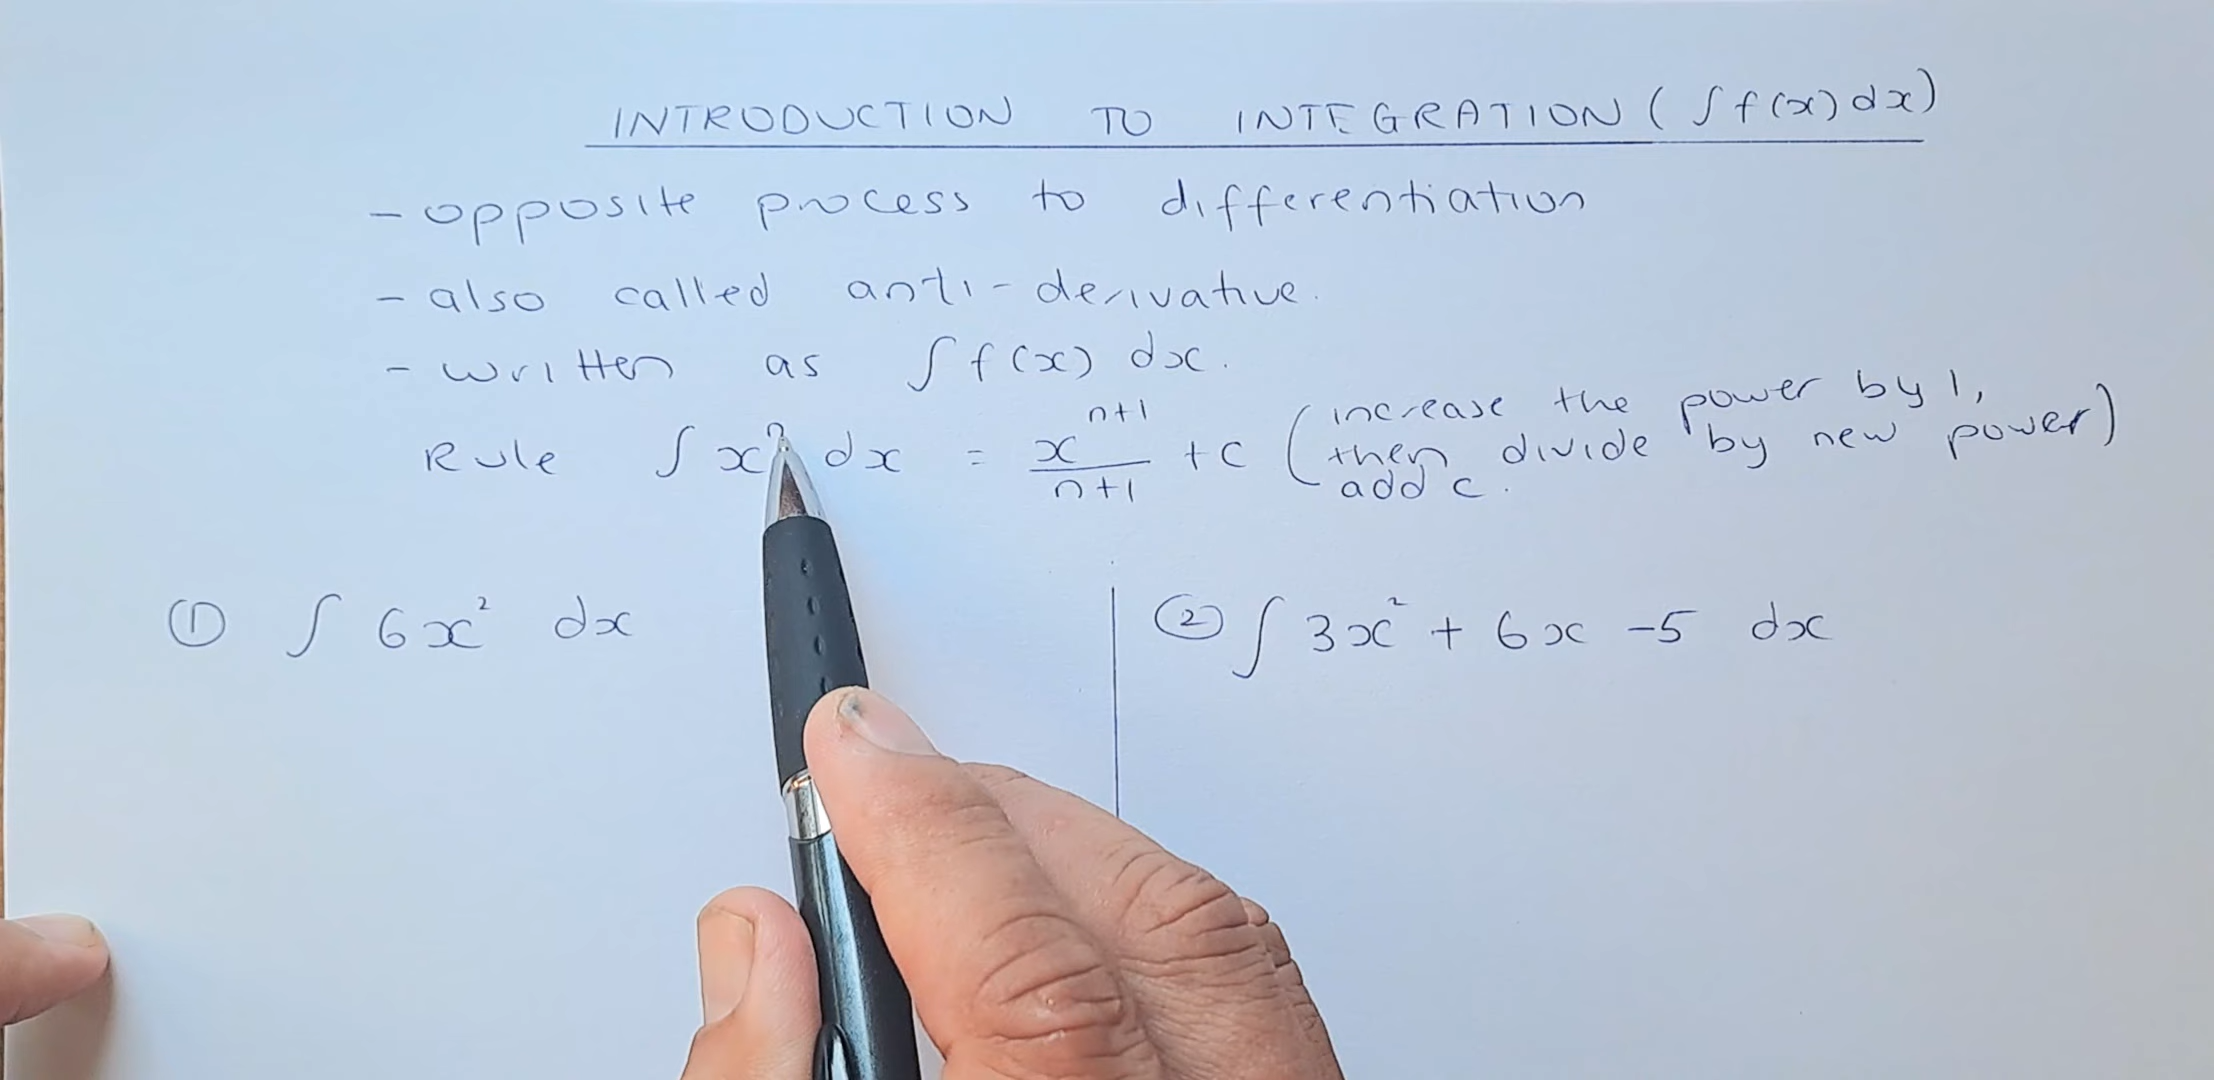 INTRODUCTION TO INTEGRATION (∫f(x)dx)
- opposite process to differentiation
- also called anti-derivative.
- written as ∫f(x) dx.
Rule ∫xⁿ dx = xⁿ⁺¹/n+1 + c (increase the power by 1,
then divide by new power)
add c.
① ∫ 6x² dx
② ∫ 3x² + 6x - 5 dx